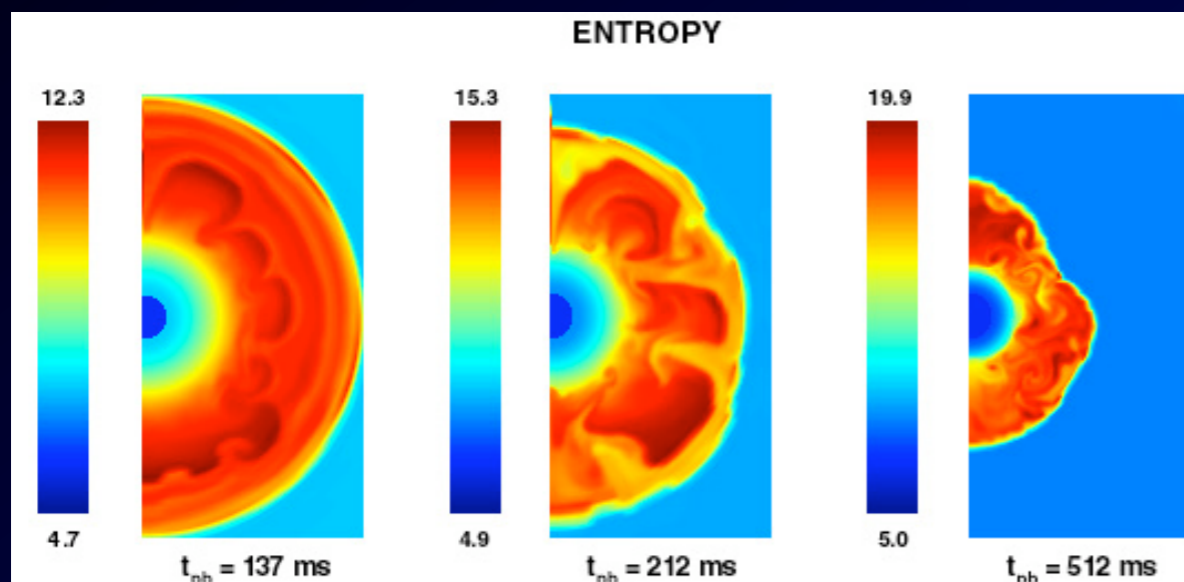 ENTROPY
12.3 15.3 19.9
4.7 4.9 5.0
t_pb = 137 ms t_pb = 212 ms t_pb = 512 ms